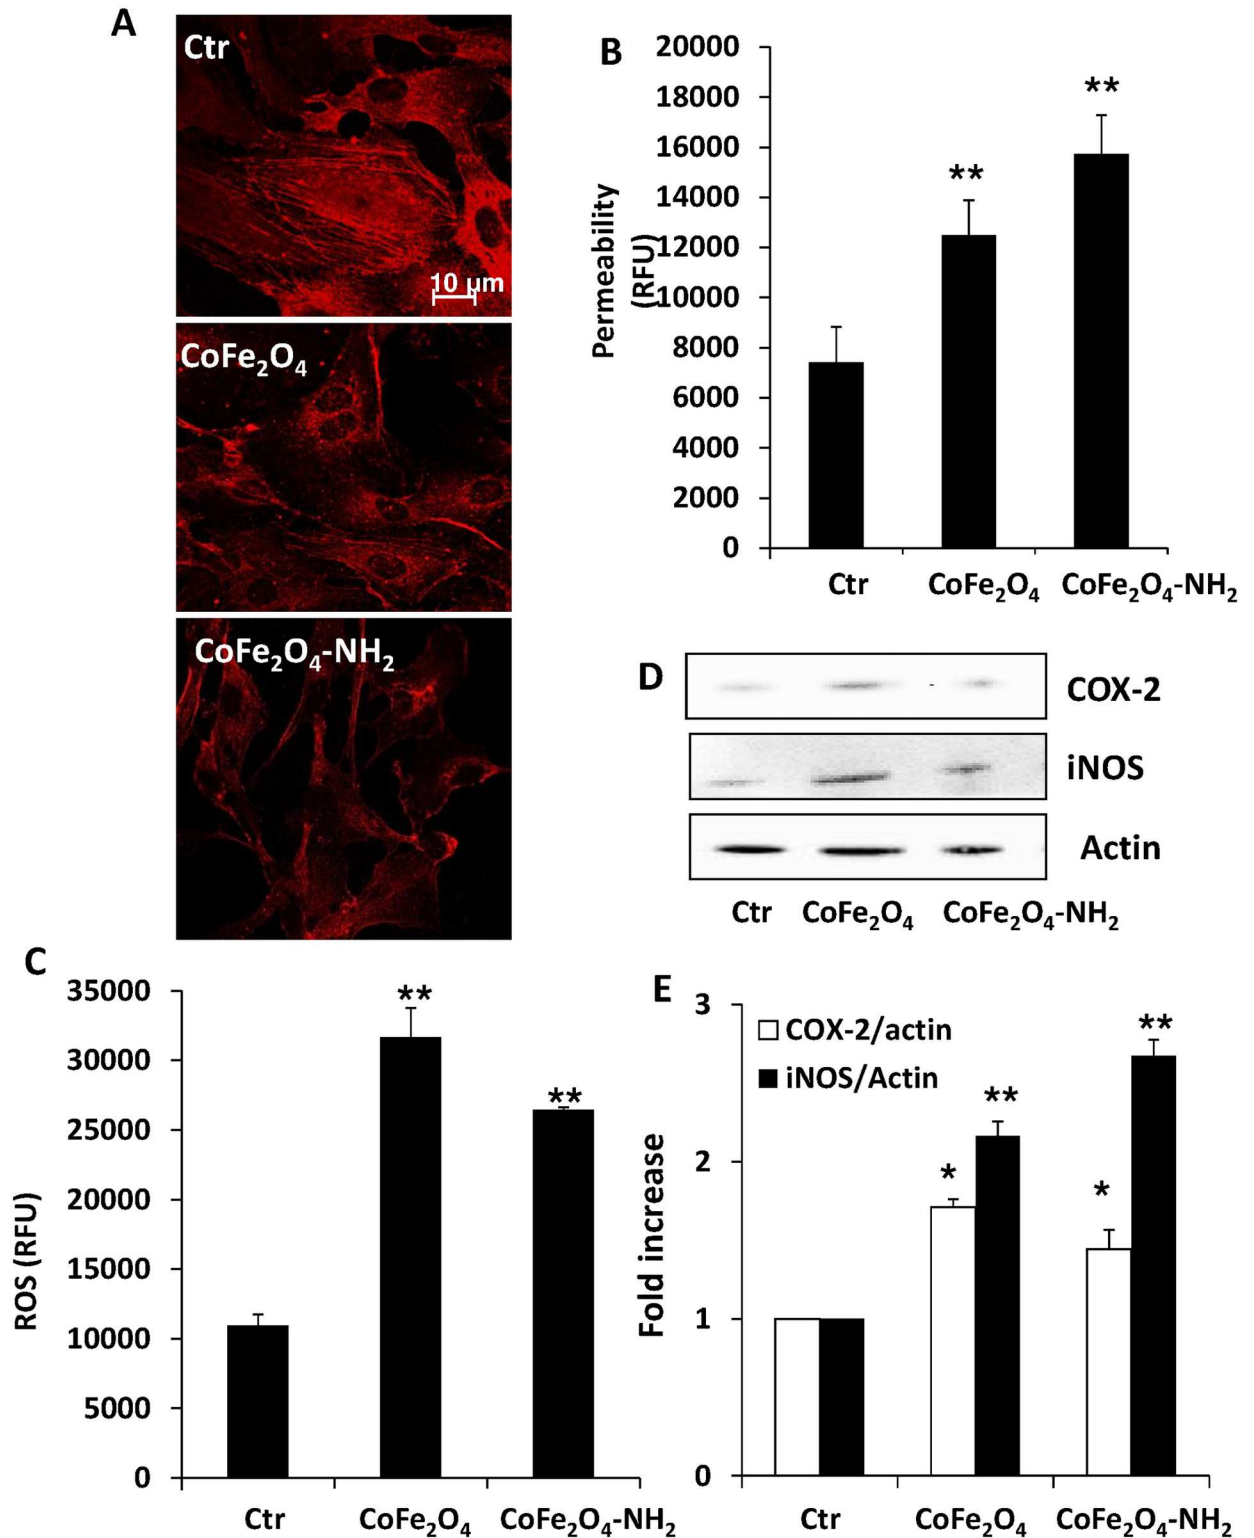 A
Ctr
10 µm
CoFe₂O₄
CoFe₂O₄-NH₂
B
Permeability
(RFU)
20000
18000
16000
14000
12000
10000
8000
6000
4000
2000
0
**
**
Ctr CoFe₂O₄ CoFe₂O₄-NH₂
D
COX-2
iNOS
Actin
Ctr CoFe₂O₄ CoFe₂O₄-NH₂
C
ROS (RFU)
35000
30000
25000
20000
15000
10000
5000
0
**
**
Ctr CoFe₂O₄ CoFe₂O₄-NH₂
E
Fold increase
3
2
1
0
COX-2/actin
iNOS/Actin
*
**
*
**
Ctr CoFe₂O₄ CoFe₂O₄-NH₂